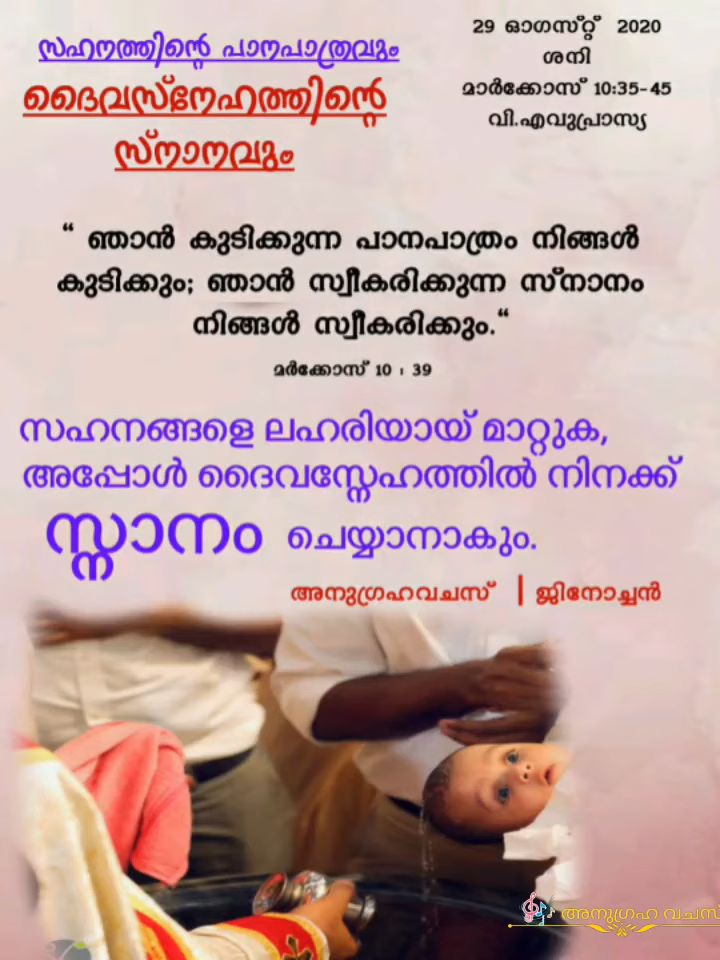 സഹനത്തിന്റെ പാനപാത്രവും
ദൈവസ്നേഹത്തിന്റെ
സ്നാനവും
29 ഓഗസ്റ്റ് 2020
ശനി
മാർക്കോസ് 10:35-45
വി.എവുപ്രാസ്യ
“ ഞാൻ കുടിക്കുന്ന പാനപാത്രം നിങ്ങൾ
കുടിക്കും; ഞാൻ സ്വീകരിക്കുന്ന സ്നാനം
നിങ്ങൾ സ്വീകരിക്കും.“
മർക്കോസ് 10 : 39
സഹനങ്ങളെ ലഹരിയായ് മാറ്റുക,
അപ്പോൾ ദൈവസ്നേഹത്തിൽ നിനക്ക്
സ്നാനം ചെയ്യാനാകും.
അനുഗ്രഹവചസ് | ജിനോച്ചൻ
അനുഗ്രഹ വചസ്